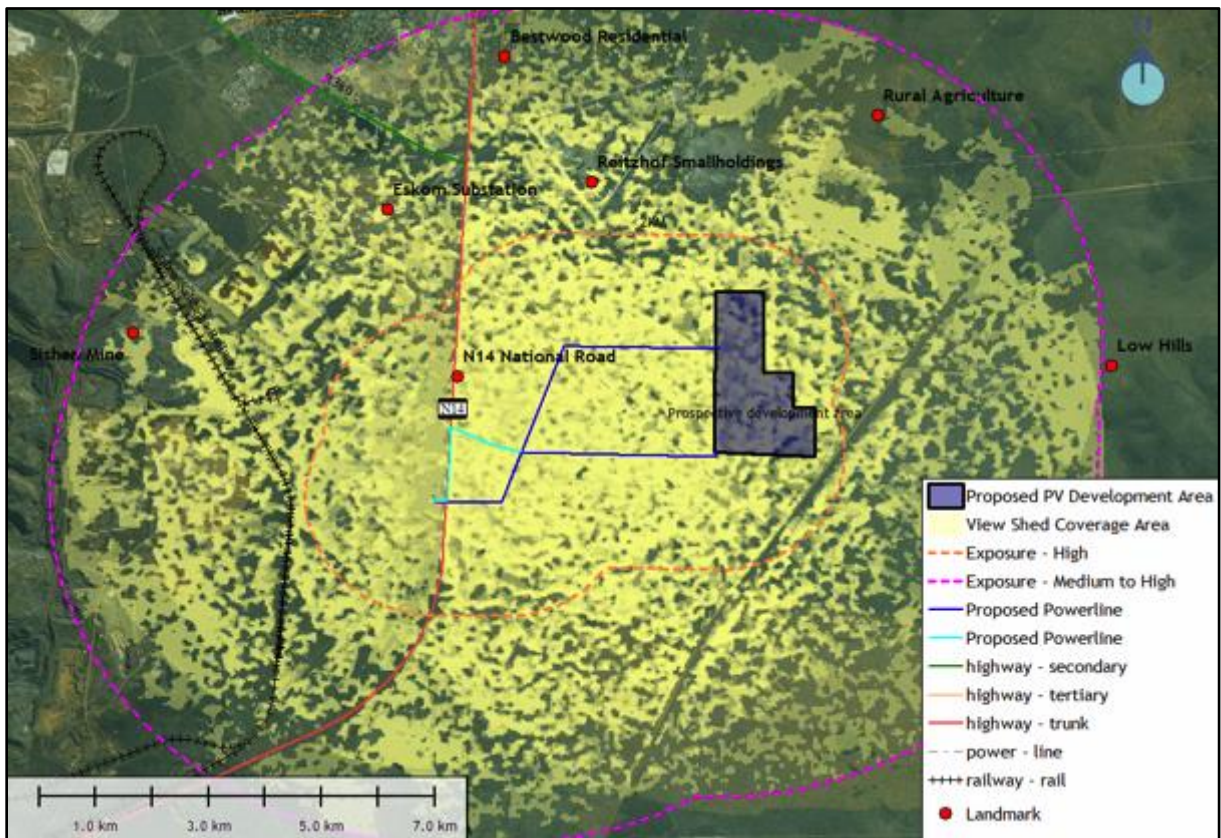 Bestwood Residential
Rural Agriculture
Reitzhof Smallholdings
Eskom Substation
Sishen Mine
N14 National Road
Low Hills
N14
Prospective development area
Proposed PV Development Area
View Shed Coverage Area
Exposure - High
Exposure - Medium to High
Proposed Powerline
Proposed Powerline
highway - secondary
highway - tertiary
highway - trunk
power - line
railway - rail
Landmark
1.0 km 3.0 km 5.0 km 7.0 km